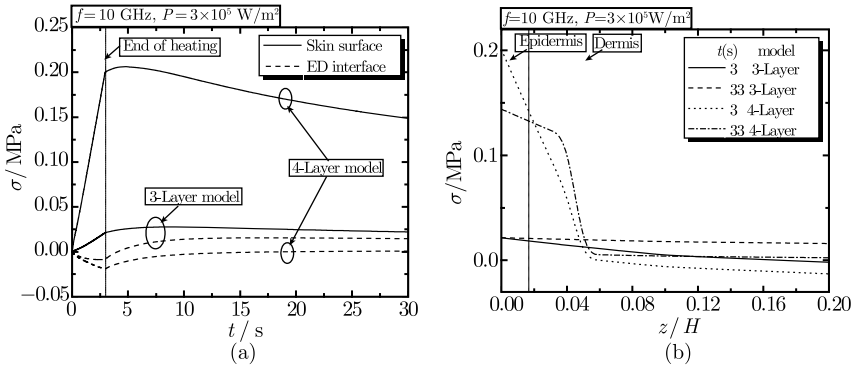 f=10 GHz, P=3×10⁵ W/m²
End of heating
Skin surface
ED interface
4-Layer model
3-Layer model
0.25
0.20
0.15
0.10
0.05
0.00
−0.05
σ/MPa
0 5 10 15 20 25 30
t/s
(a)
f=10 GHz, P=3×10⁵W/m²
Epidermis
Dermis
t(s) model
3 3-Layer
33 3-Layer
3 4-Layer
33 4-Layer
0.2
0.1
0.0
σ/MPa
0.00 0.04 0.08 0.12 0.16 0.20
z/H
(b)